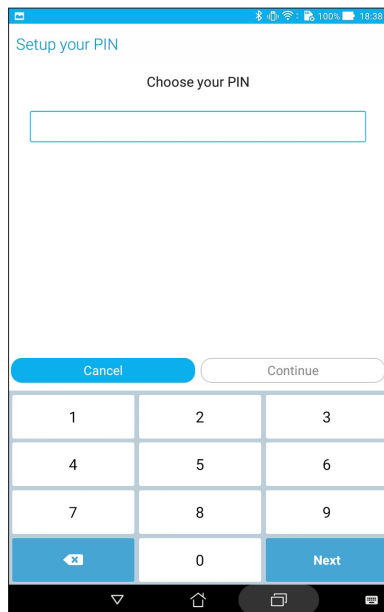 100% 18:38
Setup your PIN
Choose your PIN
Cancel Continue
1 2 3
4 5 6
7 8 9
0 Next